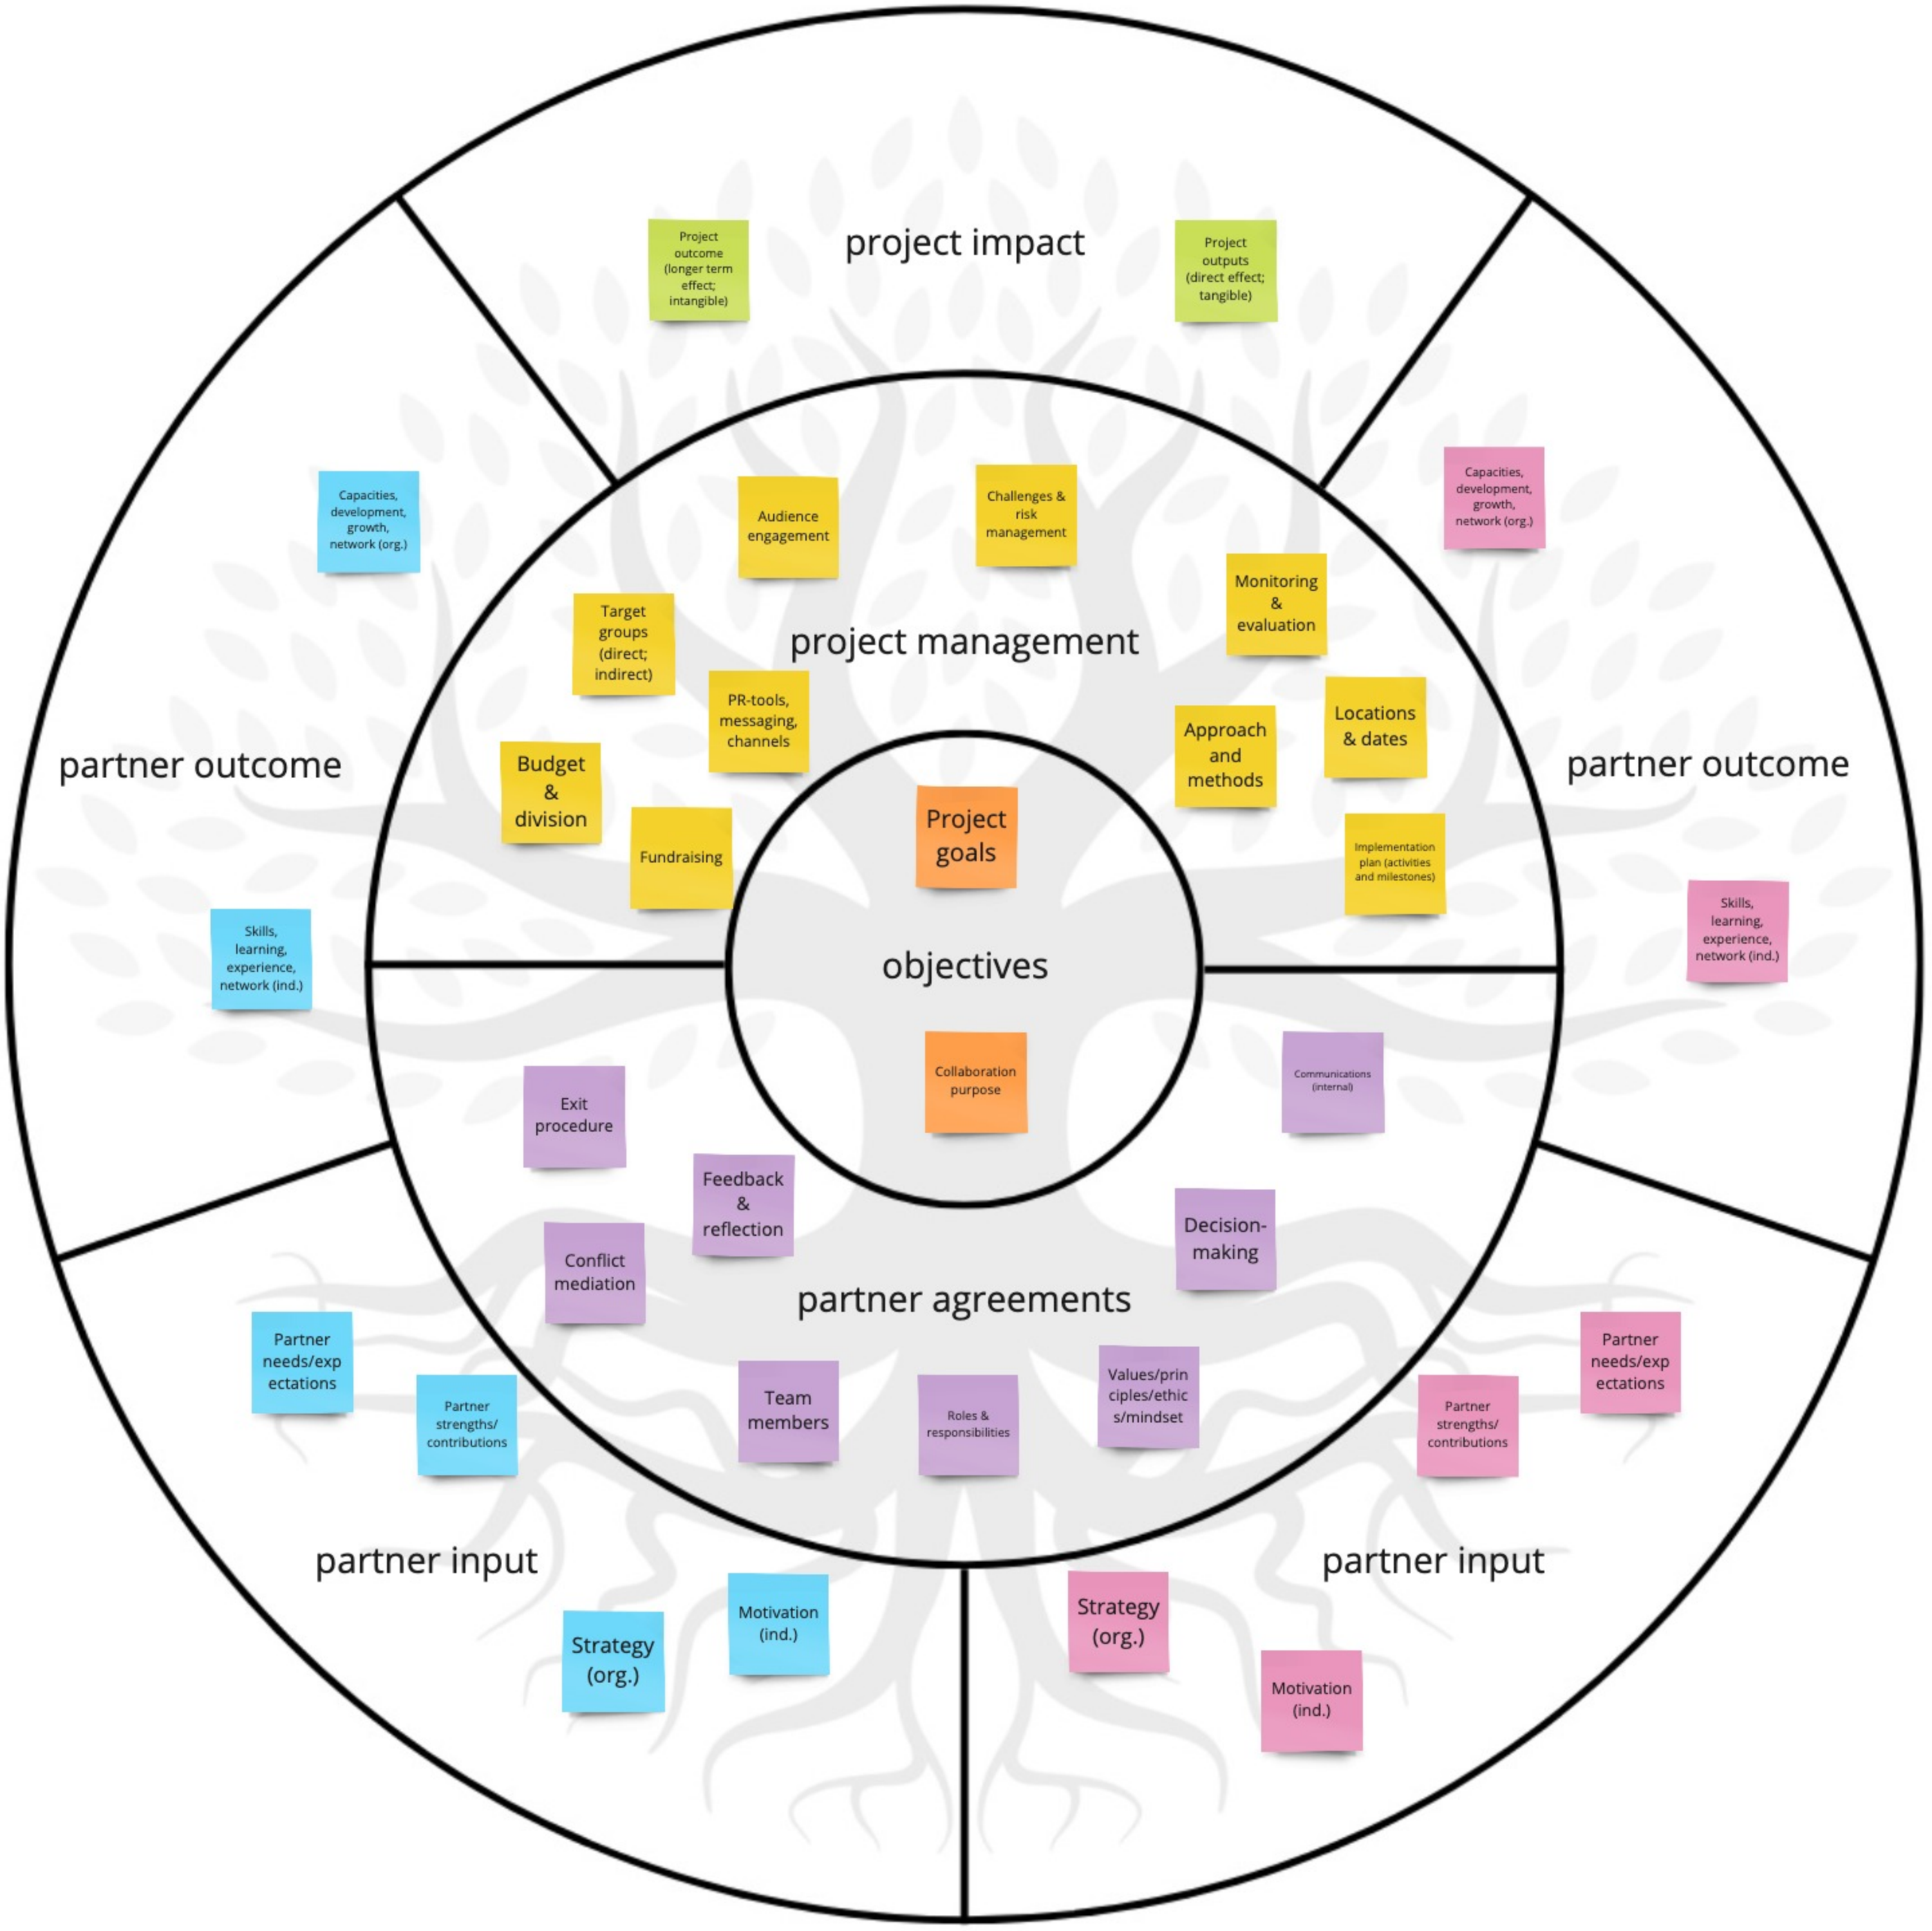 Project
outcome
(longer term
effect;
intangible)
project impact
Project
outputs
(direct effect;
tangible)
Capacities,
development,
growth,
network (org.)
partner outcome
Skills,
learning,
experience,
network (ind.)
Audience
engagement
Challenges &
risk
management
Monitoring
&
evaluation
Target
groups
(direct;
indirect)
project management
PR-tools,
messaging,
channels
Approach
and
methods
Locations
& dates
Budget
&
division
Fundraising
Implementation
plan (activities
and milestones)
Capacities,
development,
growth,
network (org.)
partner outcome
Skills,
learning,
experience,
network (ind.)
Project
goals
objectives
Collaboration
purpose
Exit
procedure
Feedback
&
reflection
Conflict
mediation
Communications
(internal)
Decision-
making
partner agreements
Team
members
Roles &
responsibilities
Values/prin
ciples/ethic
s/mindset
Partner
needs/exp
ectations
Partner
strengths/
contributions
partner input
Strategy
(org.)
Motivation
(ind.)
Partner
needs/exp
ectations
Partner
strengths/
contributions
partner input
Strategy
(org.)
Motivation
(ind.)